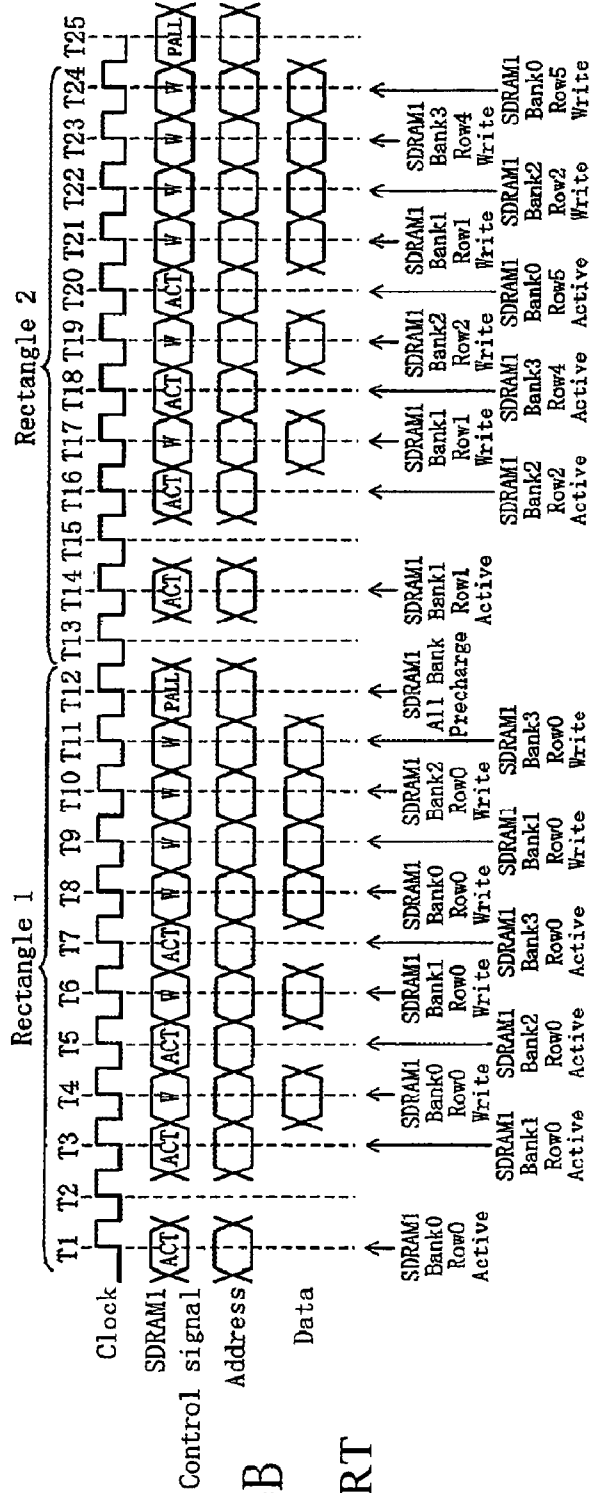 Rectangle 1
Rectangle 2
T1 T2 T3 T4 T5 T6 T7 T8 T9 T10 T11 T12 T13 T14 T15 T16 T17 T18 T19 T20 T21 T22 T23 T24 T25
Clock
SDRAM1
Control signal
ACT ACT W ACT W ACT W W W W PALL ACT ACT W ACT W ACT W W W W PALL
Address
Data
B
RT
SDRAM1
Bank0
Row0
Active
SDRAM1
Bank1
Row0
Active
SDRAM1
Bank0
Row0
Write
SDRAM1
Bank2
Row0
Active
SDRAM1
Bank1
Row0
Write
SDRAM1
Bank3
Row0
Active
SDRAM1
Bank0
Row0
Write
SDRAM1
Bank1
Row0
Write
SDRAM1
Bank2
Row0
Write
SDRAM1
Bank3
Row0
Write
SDRAM1
All Bank
Precharge
SDRAM1
Bank1
Row1
Active
SDRAM1
Bank2
Row2
Active
SDRAM1
Bank1
Row1
Write
SDRAM1
Bank3
Row4
Active
SDRAM1
Bank2
Row2
Write
SDRAM1
Bank0
Row5
Active
SDRAM1
Bank1
Row1
Write
SDRAM1
Bank2
Row2
Write
SDRAM1
Bank3
Row4
Write
SDRAM1
Bank0
Row5
Write